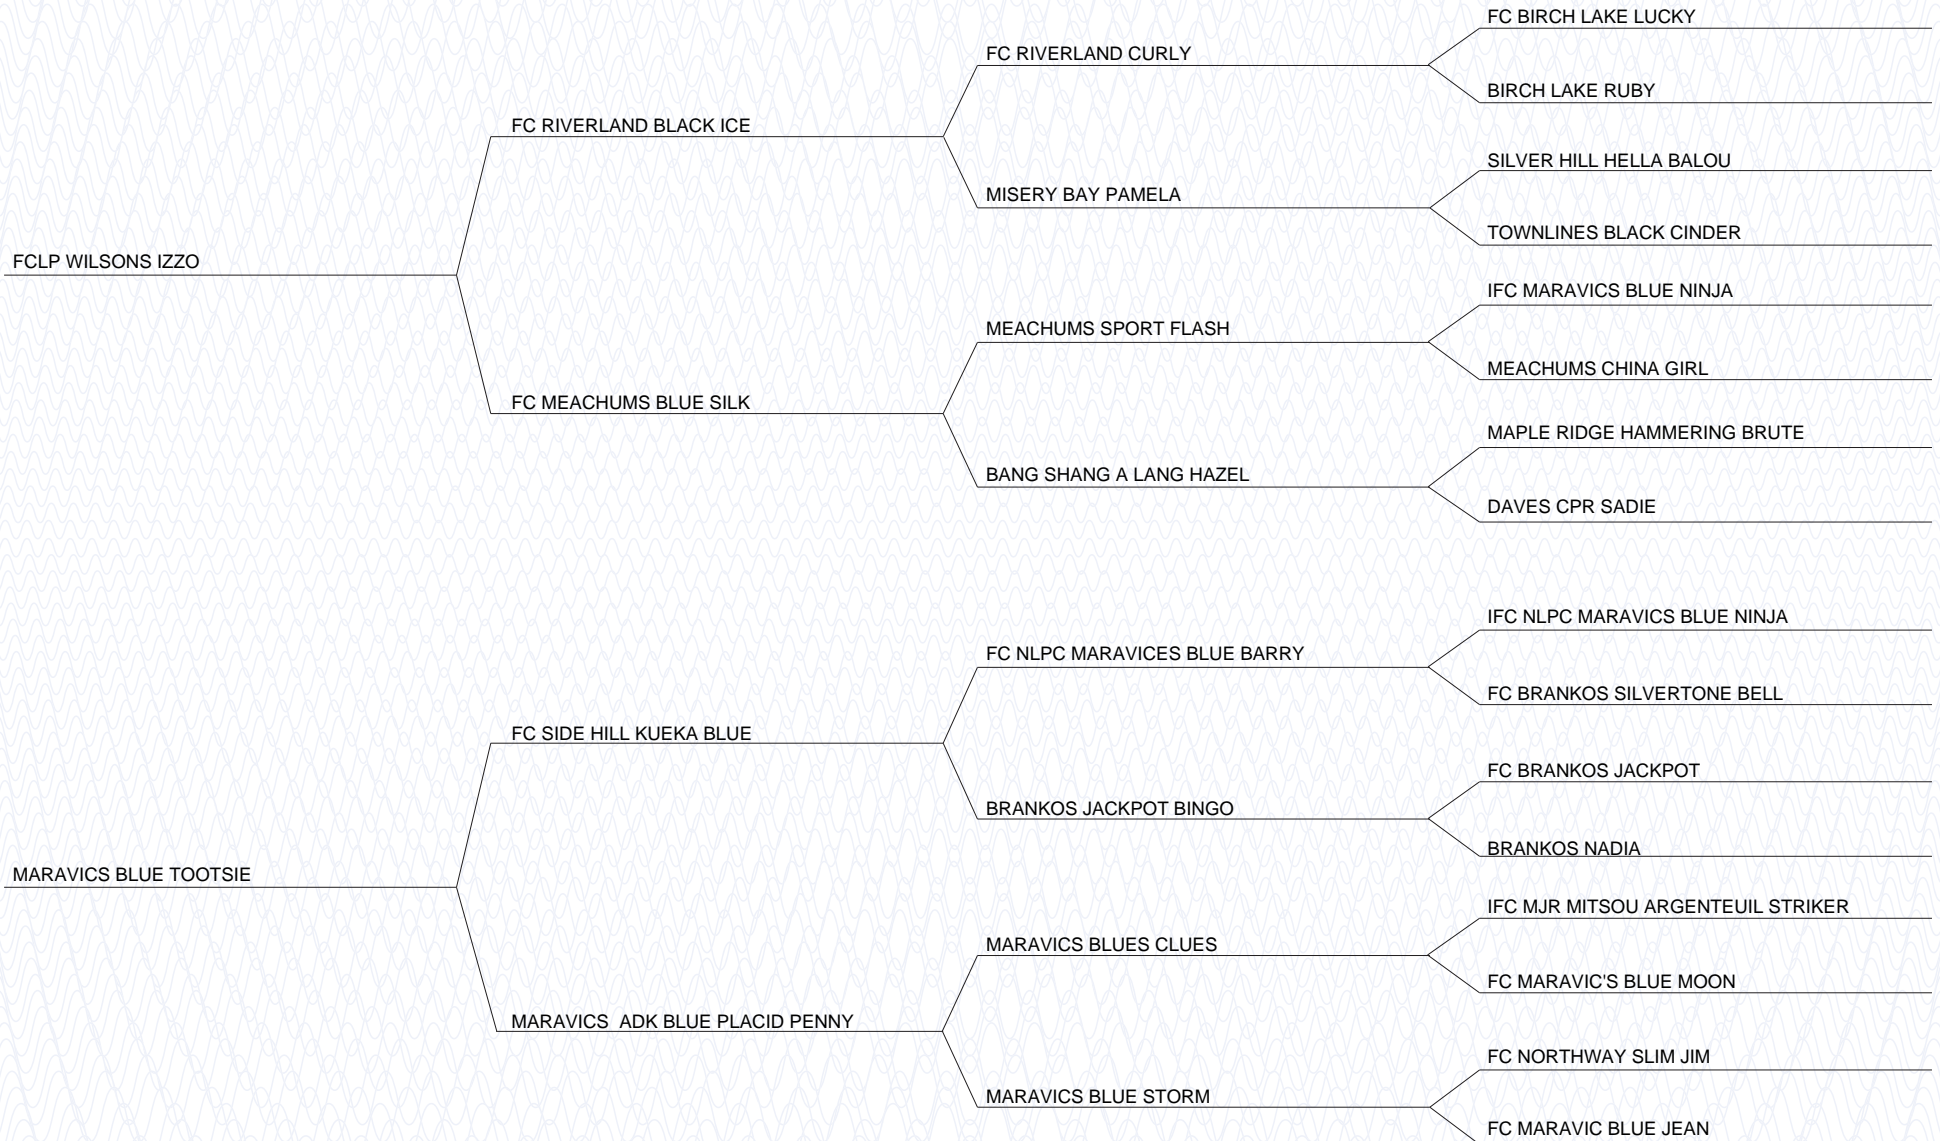 FC BIRCH LAKE LUCKY
FC RIVERLAND CURLY
BIRCH LAKE RUBY
FC RIVERLAND BLACK ICE
SILVER HILL HELLA BALOU
MISERY BAY PAMELA
TOWNLINES BLACK CINDER
FCLP WILSONS IZZO
IFC MARAVICS BLUE NINJA
MEACHUMS SPORT FLASH
MEACHUMS CHINA GIRL
FC MEACHUMS BLUE SILK
MAPLE RIDGE HAMMERING BRUTE
BANG SHANG A LANG HAZEL
DAVES CPR SADIE
IFC NLPC MARAVICS BLUE NINJA
FC NLPC MARAVICES BLUE BARRY
FC BRANKOS SILVERTONE BELL
FC SIDE HILL KUEKA BLUE
FC BRANKOS JACKPOT
BRANKOS JACKPOT BINGO
BRANKOS NADIA
MARAVICS BLUE TOOTSIE
IFC MJR MITSOU ARGENTEUIL STRIKER
MARAVICS BLUES CLUES
FC MARAVIC'S BLUE MOON
MARAVICS  ADK BLUE PLACID PENNY
FC NORTHWAY SLIM JIM
MARAVICS BLUE STORM
FC MARAVIC BLUE JEAN